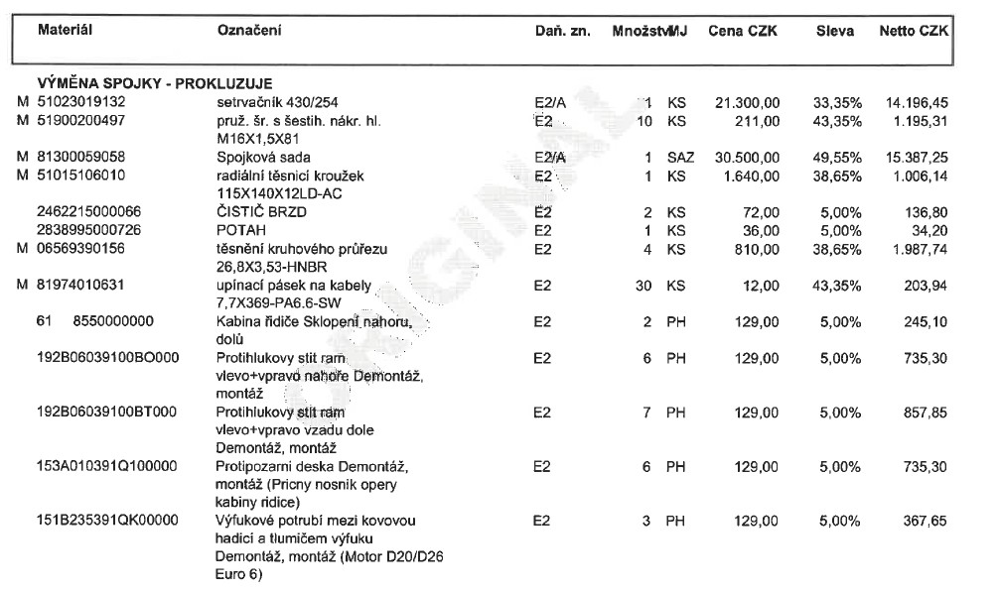 Materiál Označení Daň. zn. Množství MJ Cena CZK Sleva Netto CZK
VÝMĚNA SPOJKY - PROKLUZUJE
M 51023019132 setrvačník 430/254 E2/A 1 KS 21.300,00 33,35% 14.196,45
M 51900200497 pruž. šr. s šestih. nákr. hl. E2 10 KS 211,00 43,35% 1.195,31
M16X1,5X81
M 81300059058 Spojková sada E2/A 1 SAZ 30.500,00 49,55% 15.387,25
M 51015106010 radiální těsnicí kroužek E2 1 KS 1.640,00 38,65% 1.006,14
115X140X12LD-AC
2462215000066 ČISTIČ BRZD E2 2 KS 72,00 5,00% 136,80
2838995000726 POTAH E2 1 KS 36,00 5,00% 34,20
M 06569390156 těsnění kruhového průřezu E2 4 KS 810,00 38,65% 1.987,74
26,8X3,53-HNBR
M 81974010631 upínací pásek na kabely E2 30 KS 12,00 43,35% 203,94
7,7X369-PA6.6-SW
61 8550000000 Kabina řidiče Sklopení nahoru, E2 2 PH 129,00 5,00% 245,10
dolů
192B06039100BO000 Protihlukovy stit ram E2 6 PH 129,00 5,00% 735,30
vlevo+vpravo nahoře Demontáž,
montáž
192B06039100BT000 Protihlukovy stit ram E2 7 PH 129,00 5,00% 857,85
vlevo+vpravo vzadu dole
Demontáž, montáž
153A010391Q100000 Protipozarni deska Demontáž, E2 6 PH 129,00 5,00% 735,30
montáž (Pricny nosnik opery
kabiny ridice)
151B235391QK00000 Výfukové potrubí mezi kovovou E2 3 PH 129,00 5,00% 367,65
hadicí a tlumičem výfuku
Demontáž, montáž (Motor D20/D26
Euro 6)
ORIGINAL